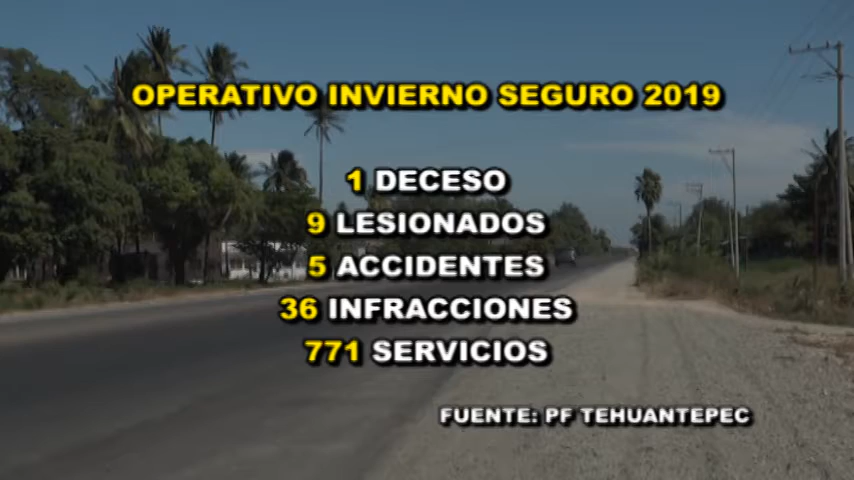 OPERATIVO INVIERNO SEGURO 2019
1 DECESO
9 LESIONADOS
5 ACCIDENTES
36 INFRACCIONES
771 SERVICIOS
FUENTE: PF TEHUANTEPEC